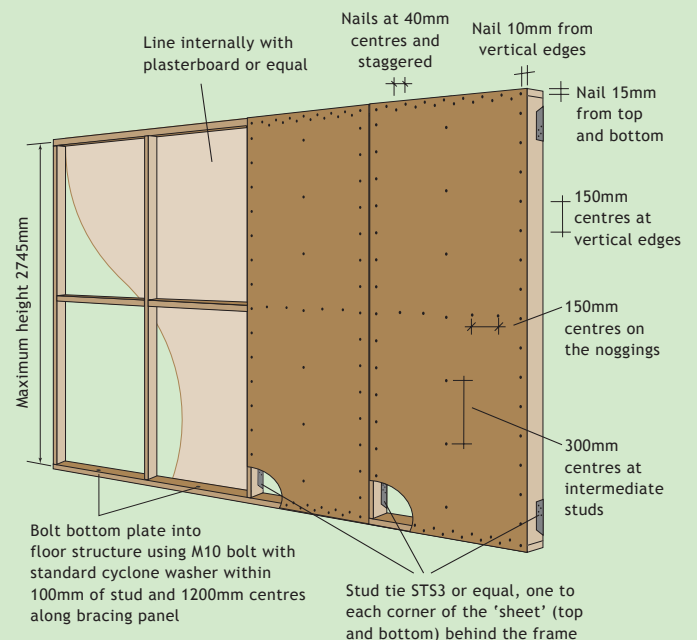 Line internally with
plasterboard or equal
Nails at 40mm
centres and
staggered
Nail 10mm from
vertical edges
Nail 15mm
from top
and bottom
150mm
centres at
vertical edges
150mm
centres on
the noggings
300mm
centres at
intermediate
studs
Maximum height 2745mm
Bolt bottom plate into
floor structure using M10 bolt with
standard cyclone washer within
100mm of stud and 1200mm centres
along bracing panel
Stud tie STS3 or equal, one to
each corner of the ‘sheet’ (top
and bottom) behind the frame